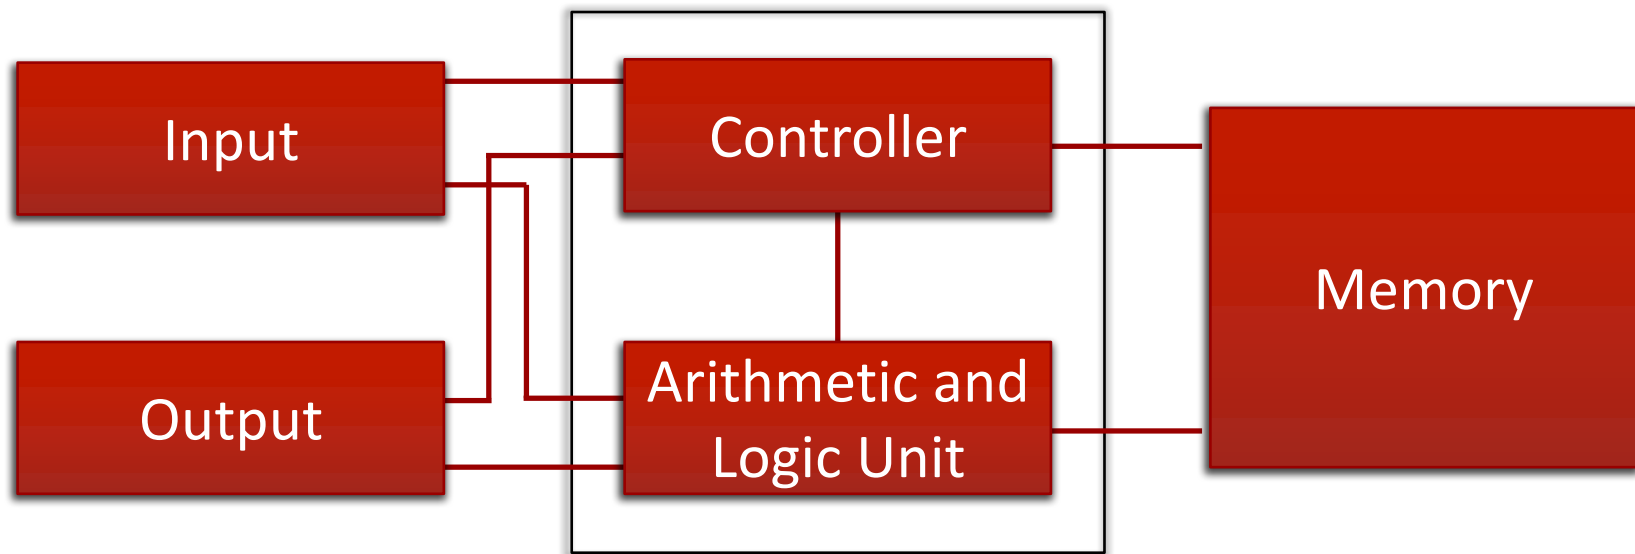 Input
Controller
Memory
Output
Arithmetic and
Logic Unit